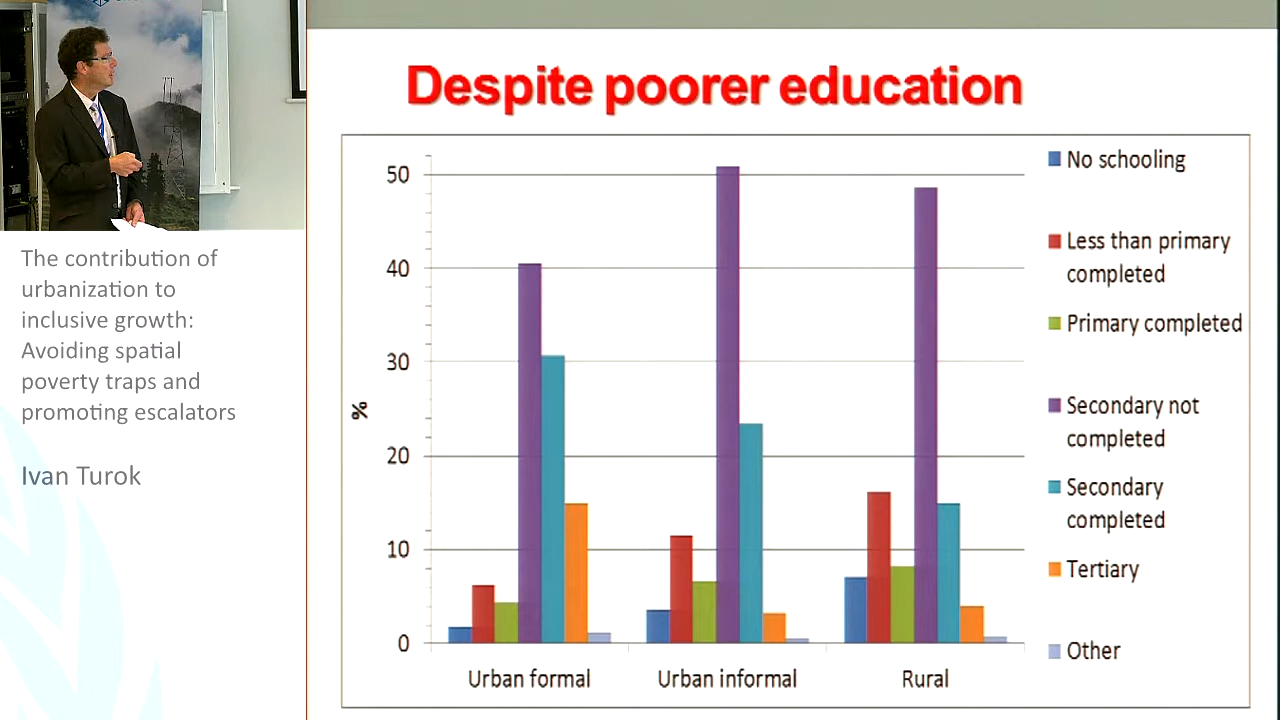 Despite poorer education
The contribution of
urbanization to
inclusive growth:
Avoiding spatial
poverty traps and
promoting escalators
Ivan Turok
%
50
40
30
20
10
0
Urban formal
Urban informal
Rural
No schooling
Less than primary
completed
Primary completed
Secondary not
completed
Secondary
completed
Tertiary
Other